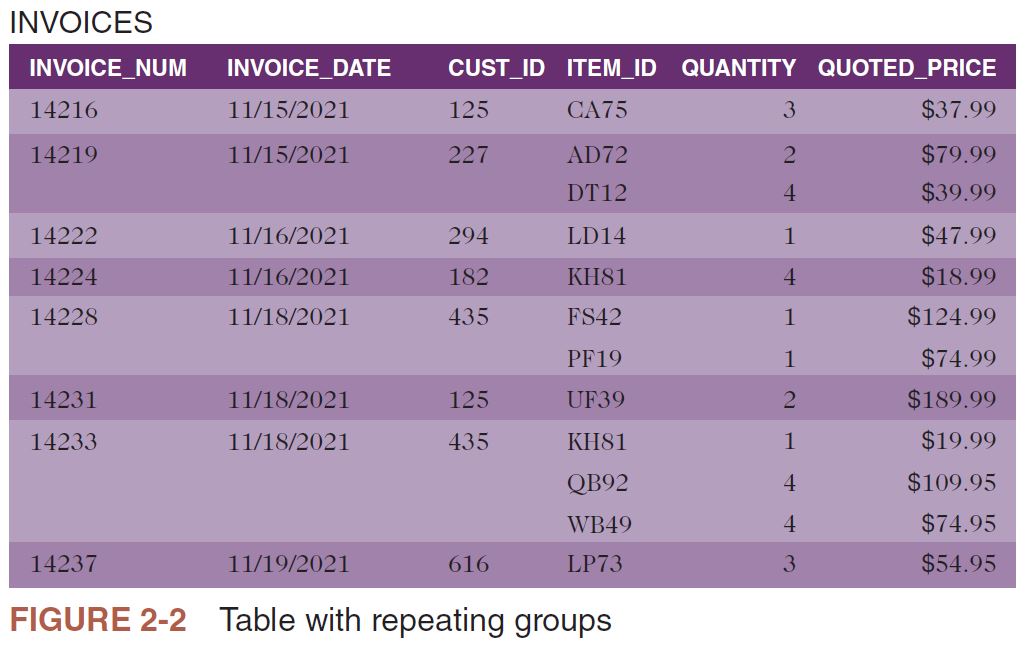 INVOICES
INVOICE_NUM INVOICE_DATE CUST_ID ITEM_ID QUANTITY QUOTED_PRICE
14216 11/15/2021 125 CA75 3 $37.99
14219 11/15/2021 227 AD72 2 $79.99
DT12 4 $39.99
14222 11/16/2021 294 LD14 1 $47.99
14224 11/16/2021 182 KH81 4 $18.99
14228 11/18/2021 435 FS42 1 $124.99
PF19 1 $74.99
14231 11/18/2021 125 UF39 2 $189.99
14233 11/18/2021 435 KH81 1 $19.99
QB92 4 $109.95
WB49 4 $74.95
14237 11/19/2021 616 LP73 3 $54.95
FIGURE 2-2 Table with repeating groups